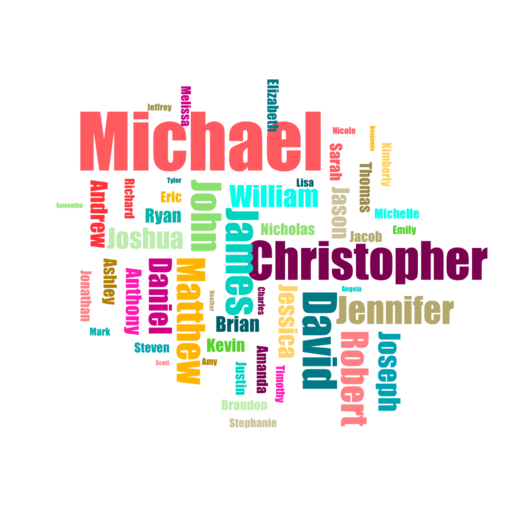 Jeffrey
Melissa
Elizabeth
Michael
Nicole
Benjamin
Kimberly
Sarah
Thomas
Tyler
Lisa
Samantha
Andrew
Richard
Eric
John
William
Jason
Michelle
Ryan
James
Nicholas
Jacob
Emily
Joshua
Christopher
Jonathan
Ashley
Anthony
Daniel
Matthew
Heather
Charles
Jessica
Angela
David
Jennifer
Mark
Brian
Robert
Joseph
Steven
Kevin
Scott
Amy
Justin
Amanda
Timothy
Brandon
Stephanie